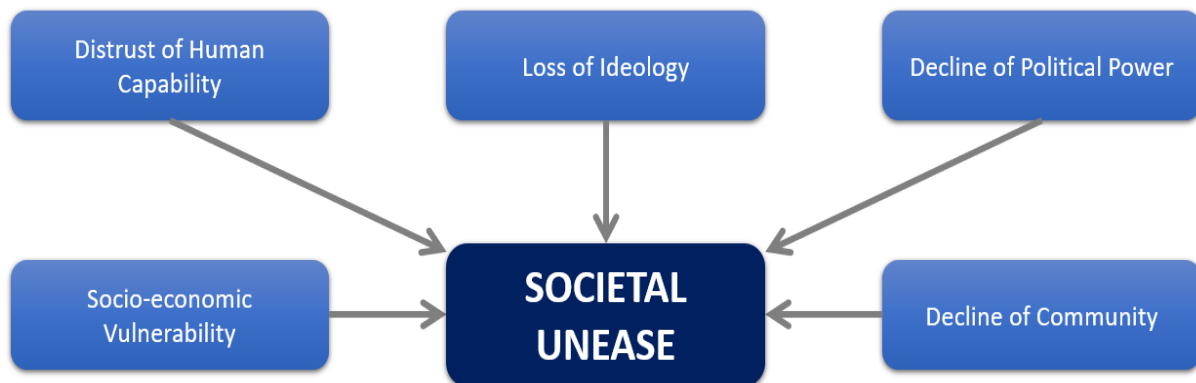 Distrust of Human
Capability
Loss of Ideology
Decline of Political Power
Socio-economic
Vulnerability
SOCIETAL
UNEASE
Decline of Community